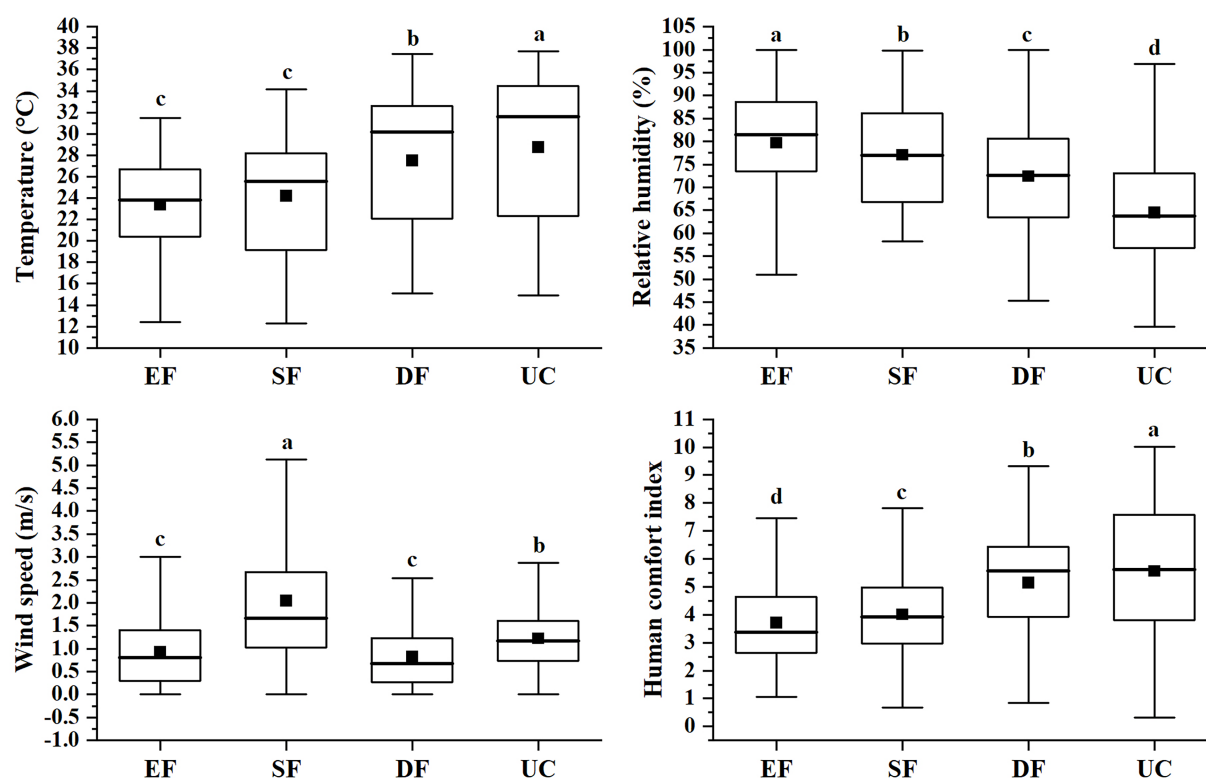 Temperature (°C)
40
38
36
34
32
30
28
26
24
22
20
18
16
14
12
10
c
c
b
a
EF SF DF UC
Relative humidity (%)
105
100
95
90
85
80
75
70
65
60
55
50
45
40
35
a
b
c
d
EF SF DF UC
Wind speed (m/s)
6.0
5.5
5.0
4.5
4.0
3.5
3.0
2.5
2.0
1.5
1.0
0.5
0.0
-0.5
-1.0
c
a
c
b
EF SF DF UC
Human comfort index
11
10
9
8
7
6
5
4
3
2
1
0
d
c
b
a
EF SF DF UC